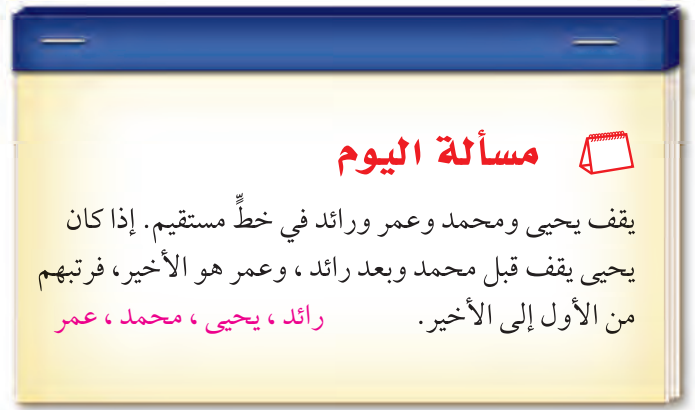 مسألة اليوم
يقف يحيى ومحمد وعمر ورائد في خطٍّ مستقيم. إذا كان
يحيى يقف قبل محمد وبعد رائد ، وعمر هو الأخير، فرتبهم
من الأول إلى الأخير. رائد ، يحيى ، محمد ، عمر